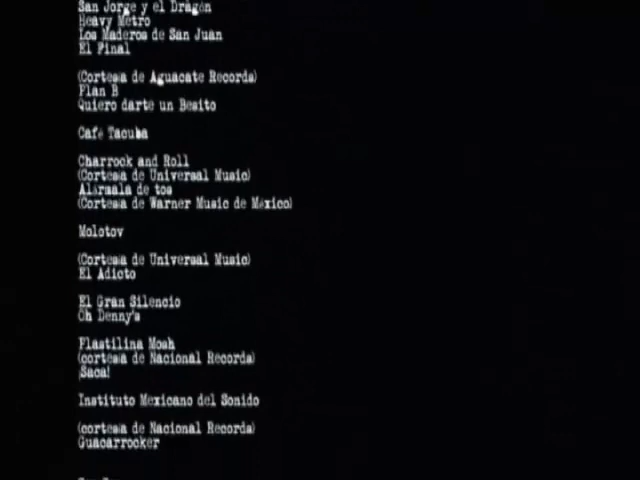 San Jorge y el Dragón
Heavy Metro
Los Maderos de San Juan
El Final
(Cortesía de Aguacate Records)
Plan B
Quiero darte un Besito
Café Tacuba
Charrock and Roll
(Cortesía de Universal Music)
Alármala de tos
(Cortesía de Warner Music de México)
Molotov
(Cortesía de Universal Music)
El Adicto
El Gran Silencio
Oh Denny's
Plastilina Mosh
(cortesía de Nacional Records)
¡Saca!
Instituto Mexicano del Sonido
(cortesía de Nacional Records)
Guacarrocker